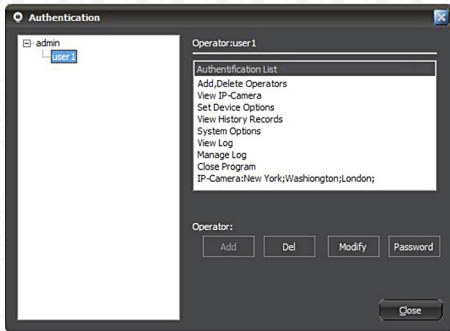 Authentication
admin
user1
Operator:user1
Authentification List
Add,Delete Operators
View IP-Camera
Set Device Options
View History Records
System Options
View Log
Manage Log
Close Program
IP-Camera:New York;Washiongton;London;
Operator:
Add Del Modify Password
Close